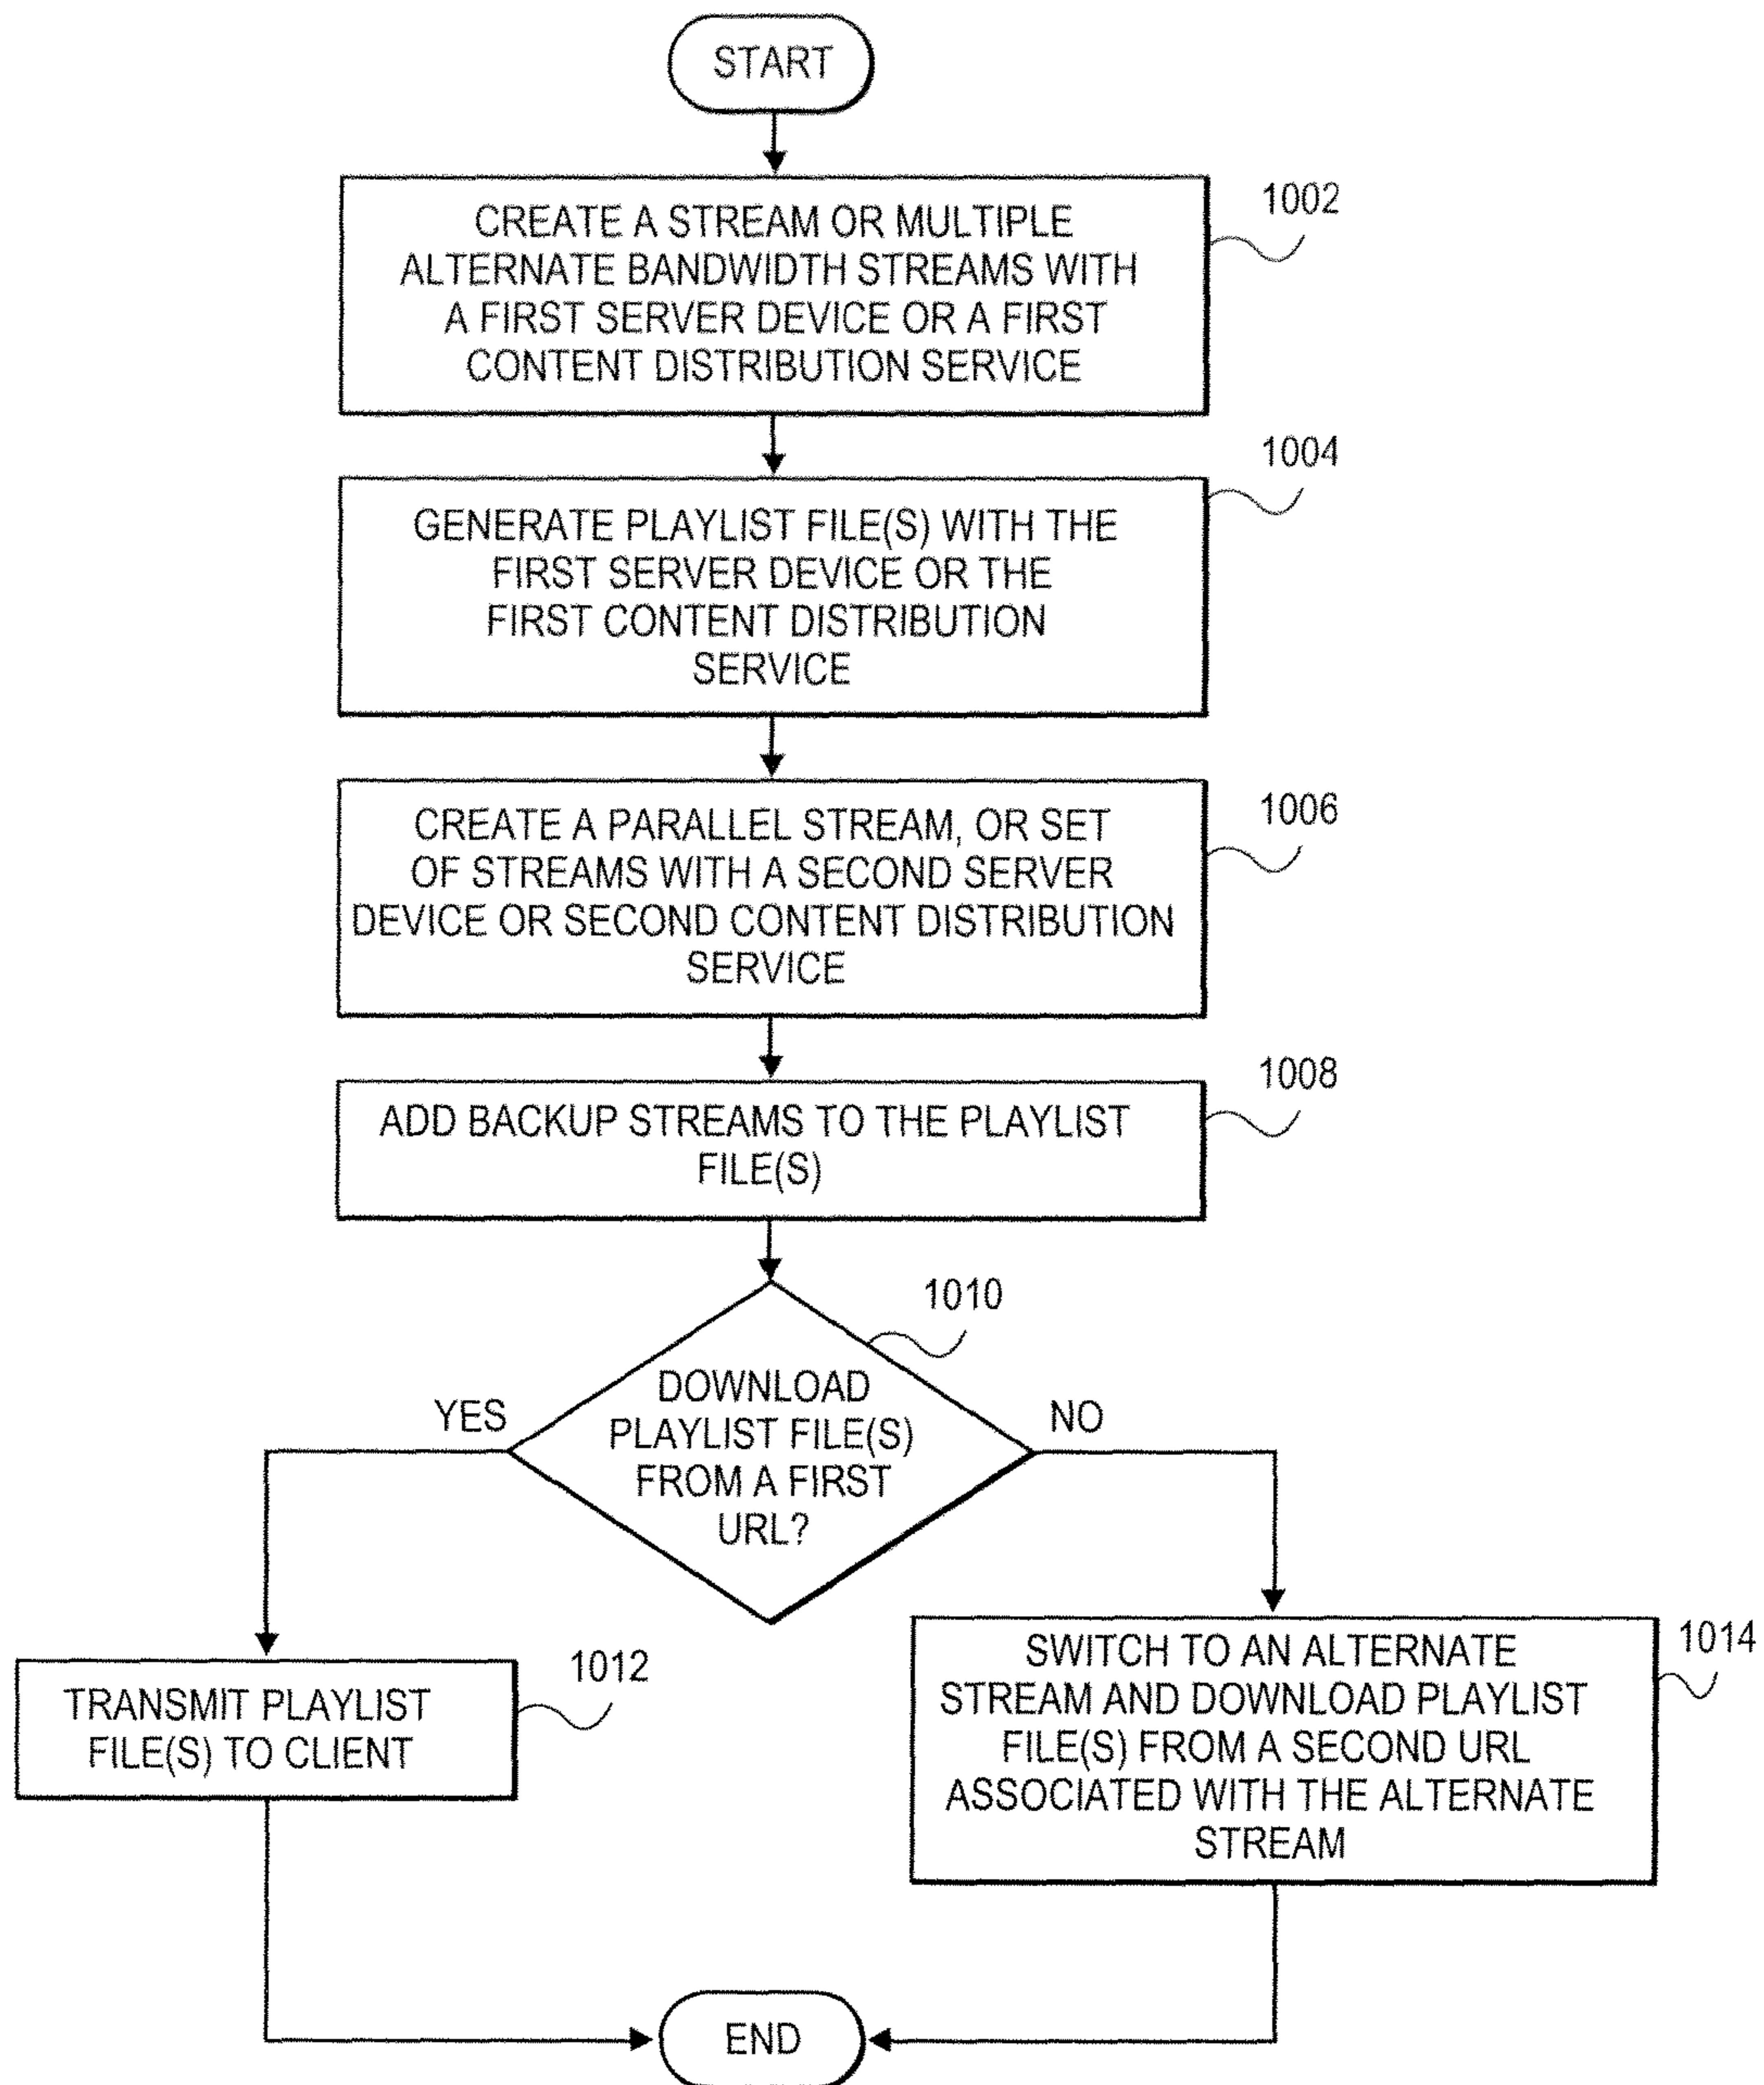 START
1002
CREATE A STREAM OR MULTIPLE
ALTERNATE BANDWIDTH STREAMS WITH
A FIRST SERVER DEVICE OR A FIRST
CONTENT DISTRIBUTION SERVICE
1004
GENERATE PLAYLIST FILE(S) WITH THE
FIRST SERVER DEVICE OR THE
FIRST CONTENT DISTRIBUTION
SERVICE
1006
CREATE A PARALLEL STREAM, OR SET
OF STREAMS WITH A SECOND SERVER
DEVICE OR SECOND CONTENT DISTRIBUTION
SERVICE
1008
ADD BACKUP STREAMS TO THE PLAYLIST
FILE(S)
1010
DOWNLOAD
PLAYLIST FILE(S)
FROM A FIRST
URL?
YES
NO
1012
TRANSMIT PLAYLIST
FILE(S) TO CLIENT
1014
SWITCH TO AN ALTERNATE
STREAM AND DOWNLOAD PLAYLIST
FILE(S) FROM A SECOND URL
ASSOCIATED WITH THE ALTERNATE
STREAM
END